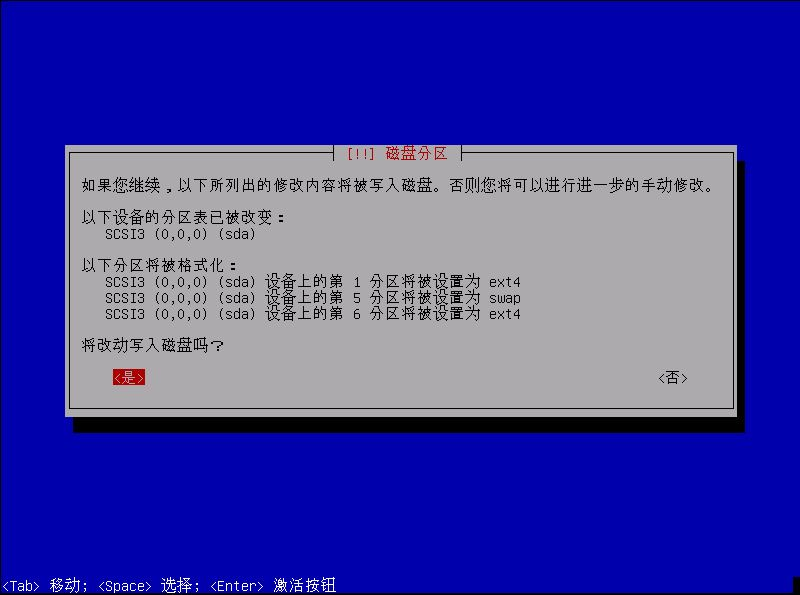 [!!] 磁盘分区
如果您继续，以下所列出的修改内容将被写入磁盘。否则您将可以进行进一步的手动修改。
以下设备的分区表已被改变：
SCSI3 (0,0,0) (sda)
以下分区将被格式化：
SCSI3 (0,0,0) (sda) 设备上的第 1 分区将被设置为 ext4
SCSI3 (0,0,0) (sda) 设备上的第 5 分区将被设置为 swap
SCSI3 (0,0,0) (sda) 设备上的第 6 分区将被设置为 ext4
将改动写入磁盘吗？
<是> <否>
<Tab> 移动; <Space> 选择; <Enter> 激活按钮